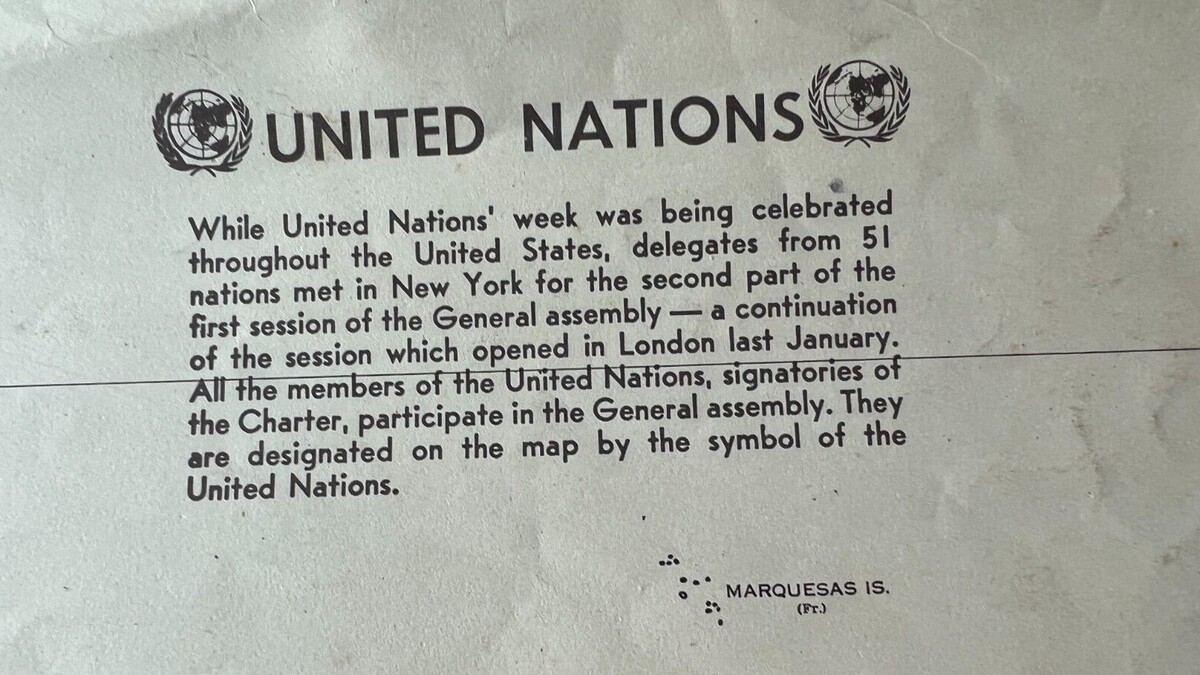 UNITED NATIONS
While United Nations' week was being celebrated
throughout the United States, delegates from 51
nations met in New York for the second part of the
first session of the General assembly — a continuation
of the session which opened in London last January.
All the members of the United Nations, signatories of
the Charter, participate in the General assembly. They
are designated on the map by the symbol of the
United Nations.
MARQUESAS IS.
(Fr.)